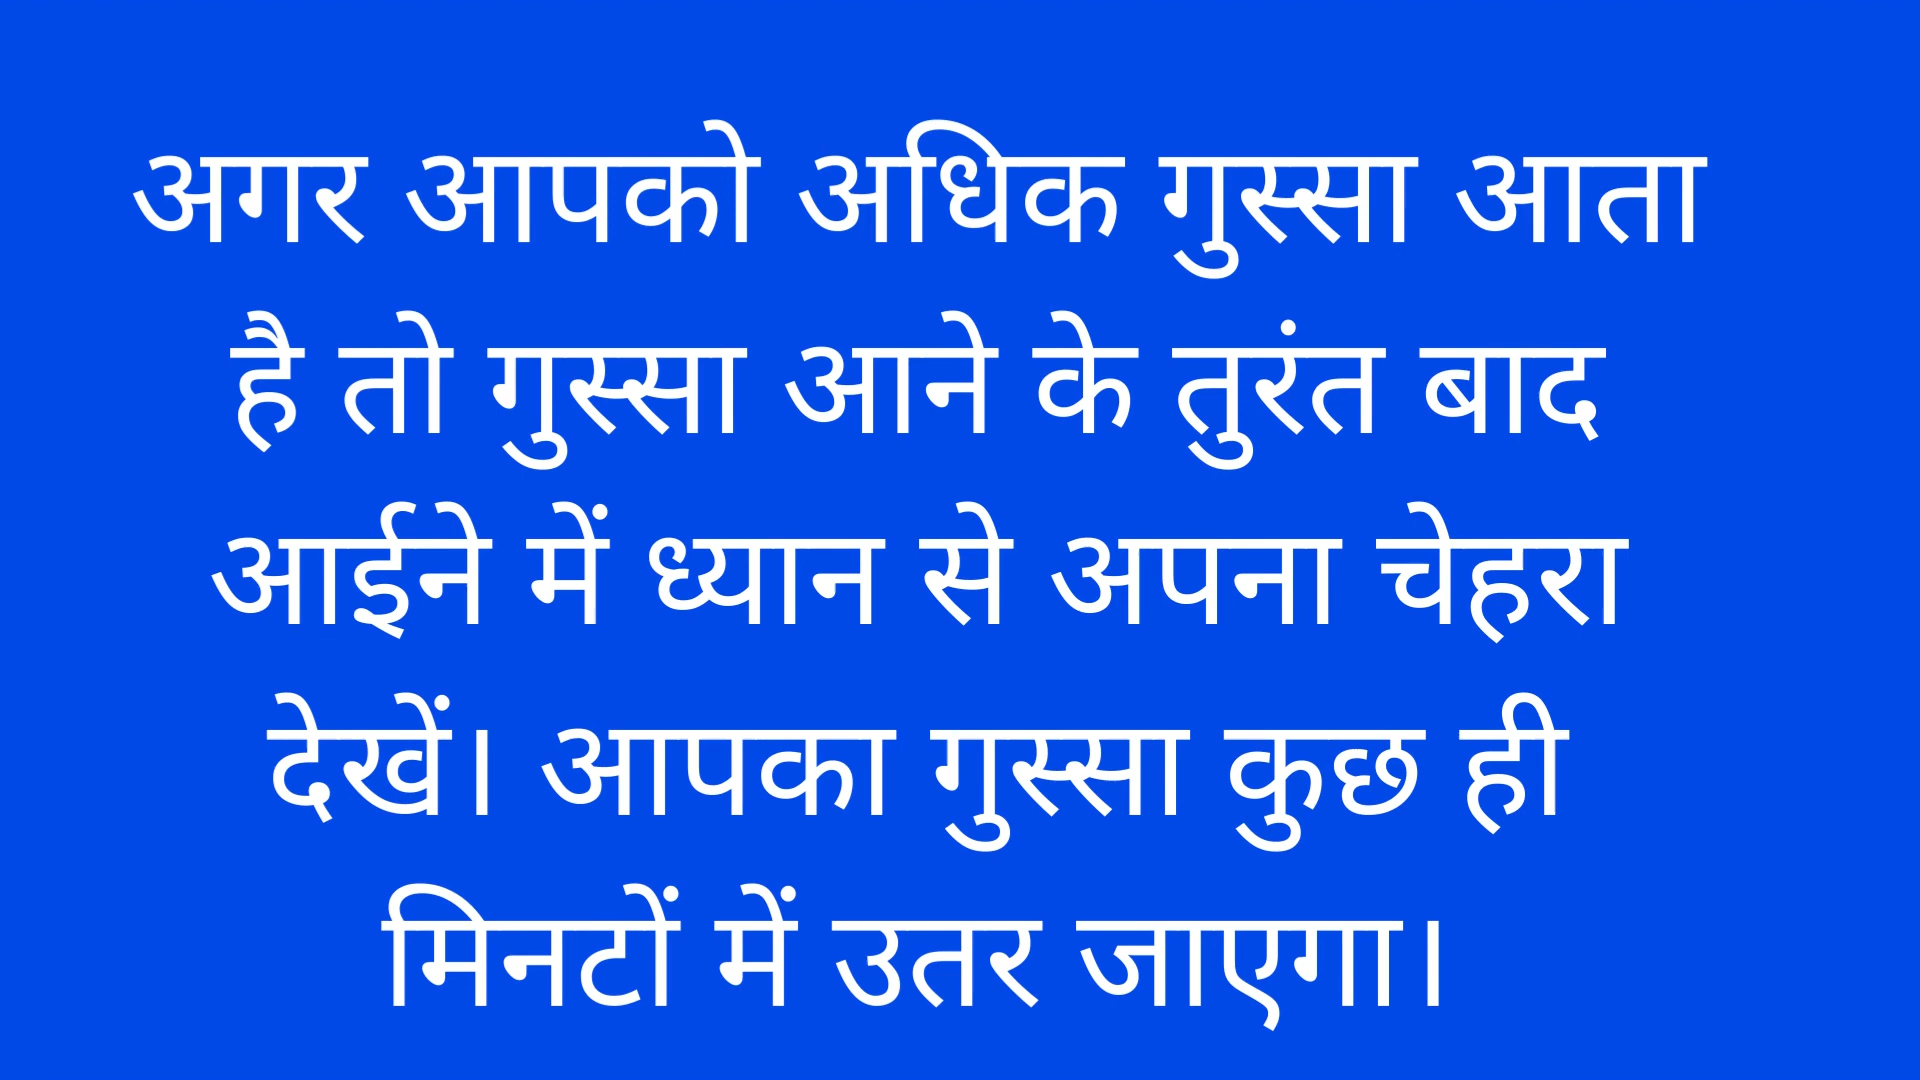 अगर आपको अधिक गुस्सा आता
है तो गुस्सा आने के तुरंत बाद
आईने में ध्यान से अपना चेहरा
देखें। आपका गुस्सा कुछ ही
मिनटों में उतर जाएगा।